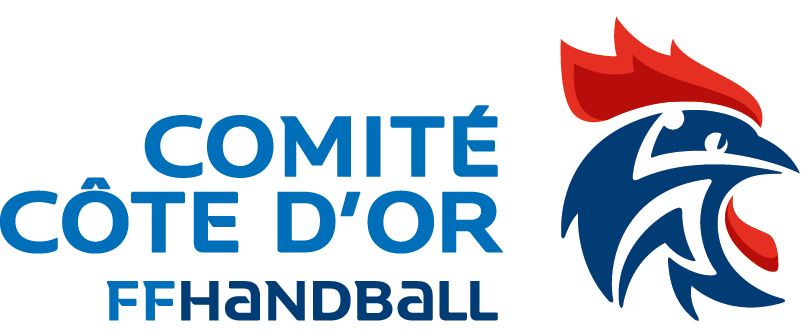 COMITÉ
CÔTE D'OR
FFHANDBALL